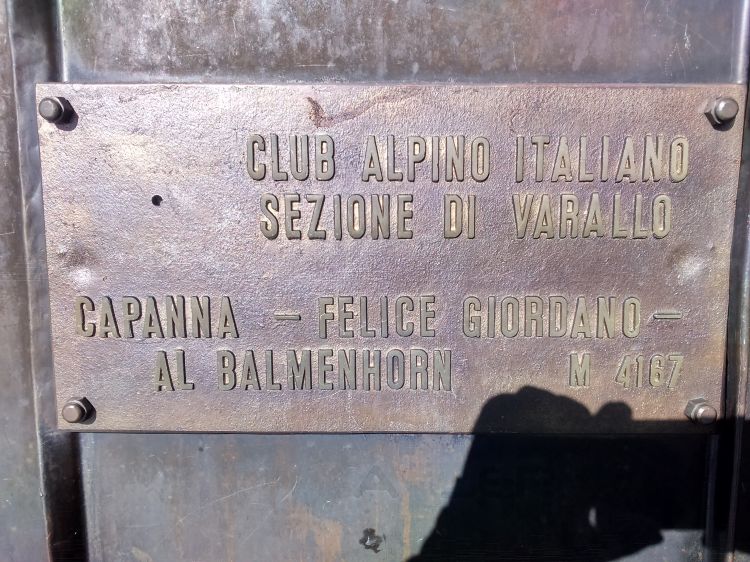 CLUB ALPINO ITALIANO
SEZIONE DI VARALLO
CAPANNA — FELICE GIORDANO —
AL BALMENHORN M 4167